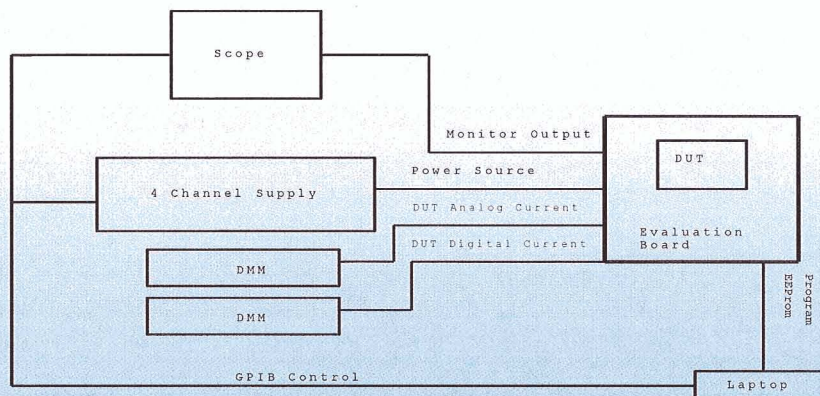 Scope
Monitor Output
DUT
Power Source
4 Channel Supply
DUT Analog Current
Evaluation
Board
DUT Digital Current
DMM
DMM
Program
EEProm
GPIB Control
Laptop